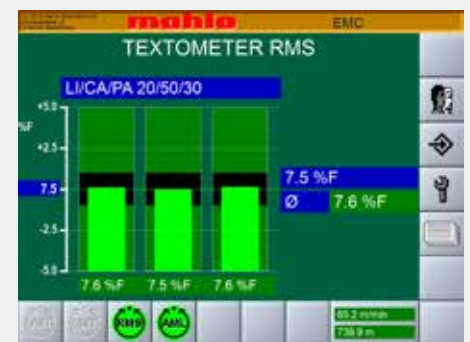 mahlo
EMC
TEXTOMETER RMS
LI/CA/PA 20/50/30
+5.0
%F
+2.5
7.5
-2.5
-5.0
7.5 %F
Ø 7.6 %F
7.6 %F 7.5 %F 7.6 %F
RMS AML
65.2 m/min
739.9 m